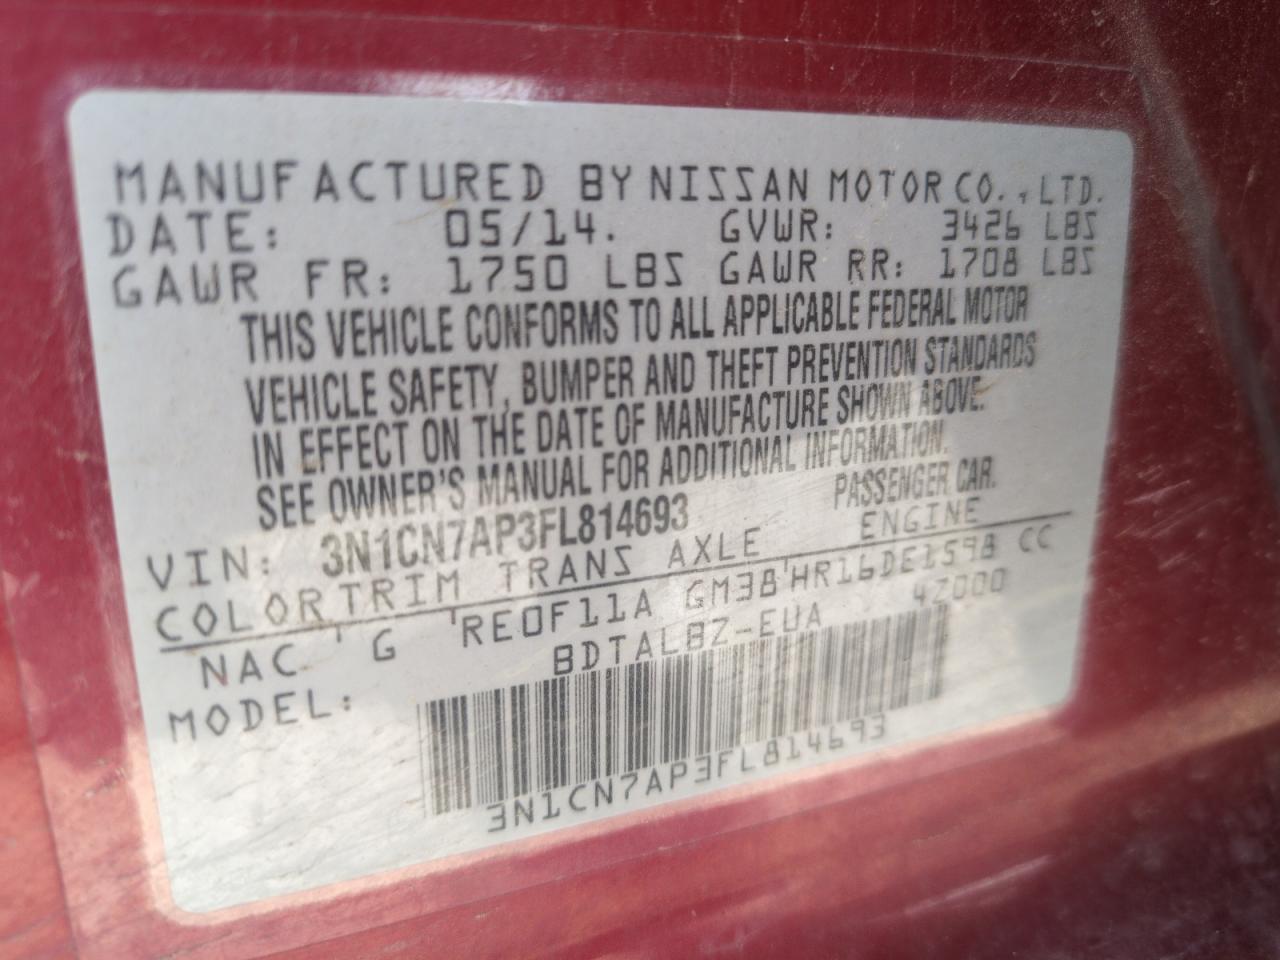 MANUFACTURED BY NISSAN MOTOR CO., LTD.
DATE: 05/14. GVWR: 3426 LBS
GAWR FR: 1750 LBS GAWR RR: 1708 LBS
THIS VEHICLE CONFORMS TO ALL APPLICABLE FEDERAL MOTOR
VEHICLE SAFETY, BUMPER AND THEFT PREVENTION STANDARDS
IN EFFECT ON THE DATE OF MANUFACTURE SHOWN ABOVE.
SEE OWNER'S MANUAL FOR ADDITIONAL INFORMATION.
VIN: 3N1CN7AP3FL814693 PASSENGER CAR.
COLOR TRIM TRANS AXLE ENGINE
NAC G RE0F11A GM38 HR16DE1598 CC
MODEL: BDTALBZ-EUA 42000
3N1CN7AP3FL814693